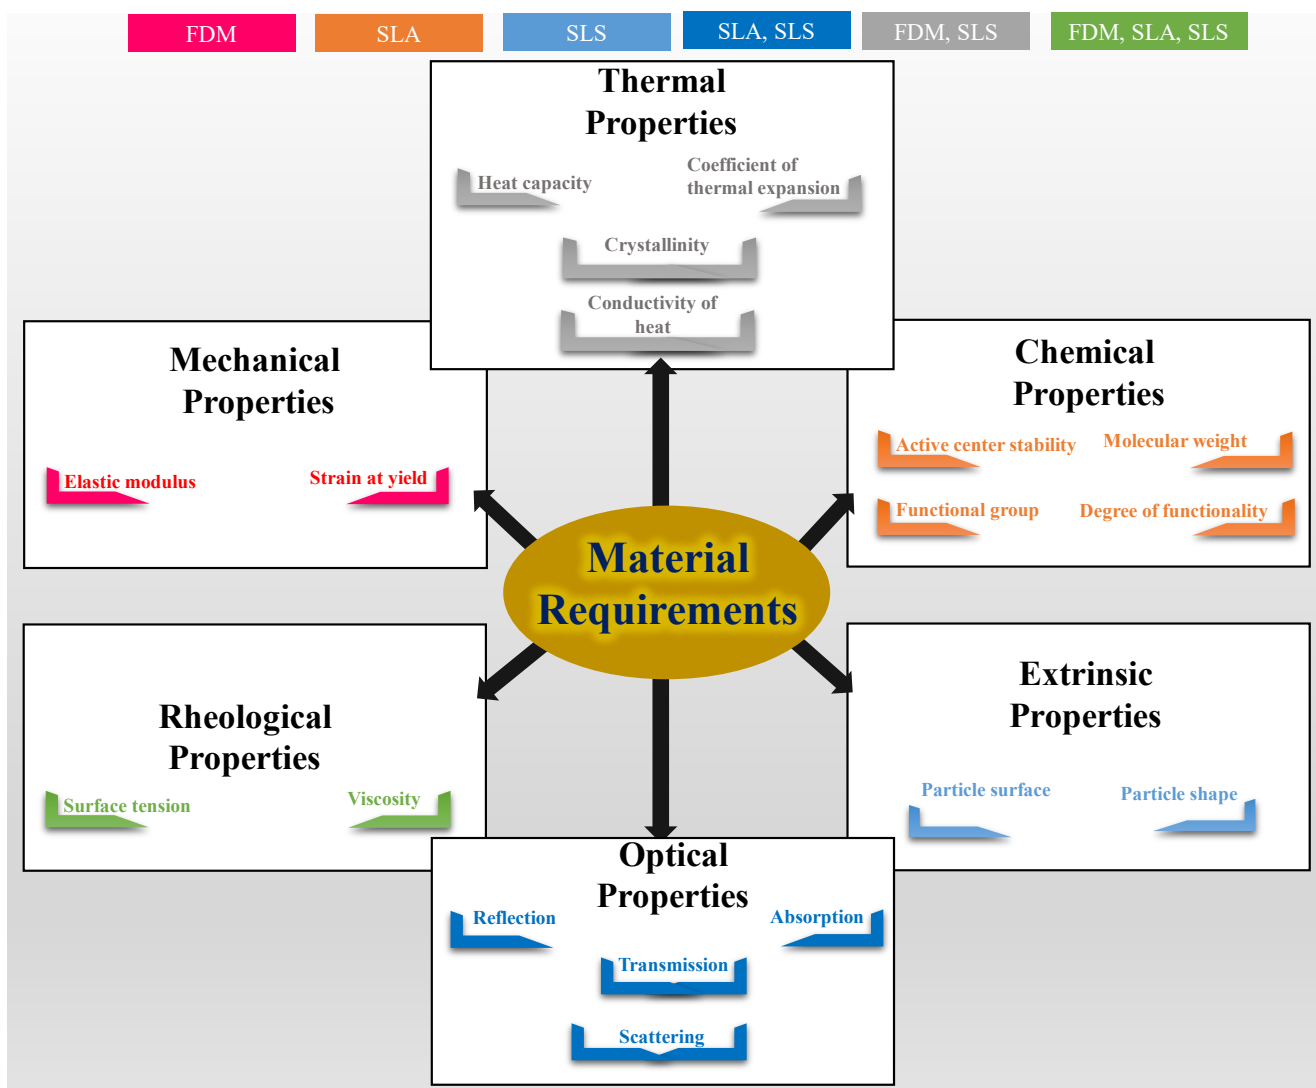 FDM
SLA
SLS
SLA, SLS
FDM, SLS
FDM, SLA, SLS
Thermal
Properties
Heat capacity
Coefficient of
thermal expansion
Crystallinity
Conductivity of
heat
Mechanical
Properties
Elastic modulus
Strain at yield
Chemical
Properties
Active center stability
Molecular weight
Functional group
Degree of functionality
Material
Requirements
Rheological
Properties
Surface tension
Viscosity
Extrinsic
Properties
Particle surface
Particle shape
Optical
Properties
Reflection
Absorption
Transmission
Scattering